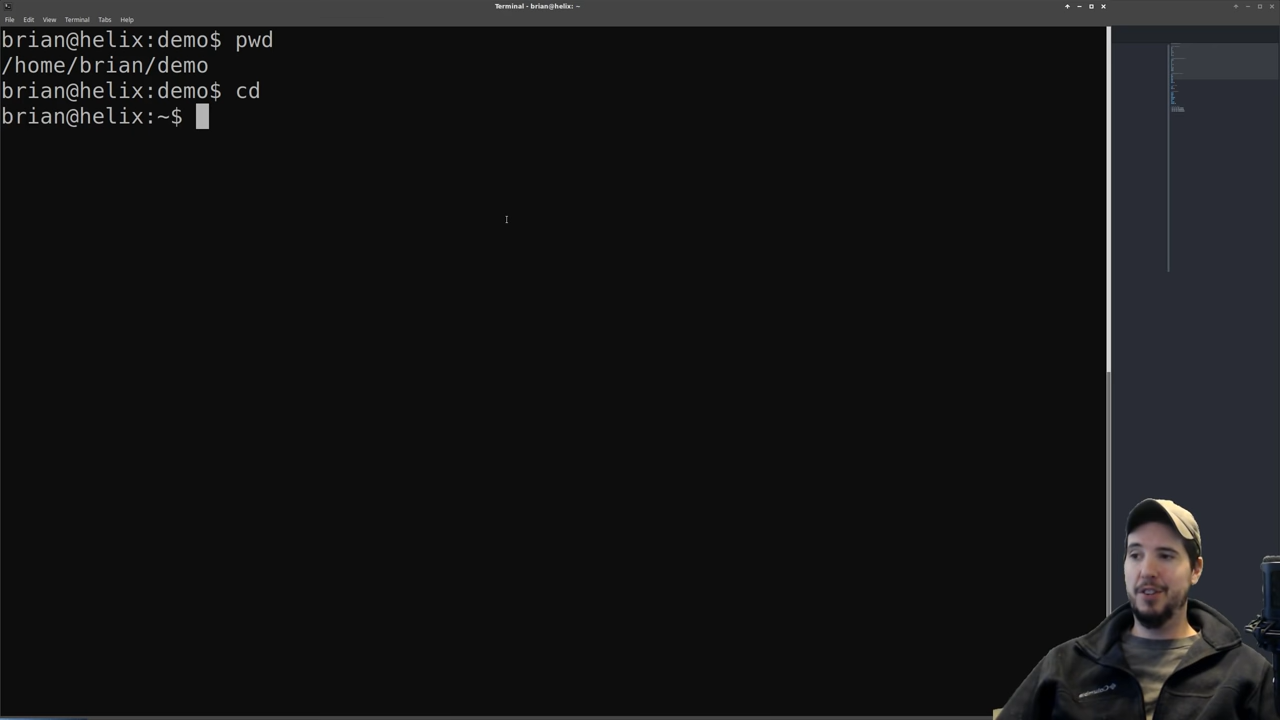 Terminal - brian@helix: ~
File Edit View Terminal Tabs Help
brian@helix:demo$ pwd
/home/brian/demo
brian@helix:demo$ cd
brian@helix:~$